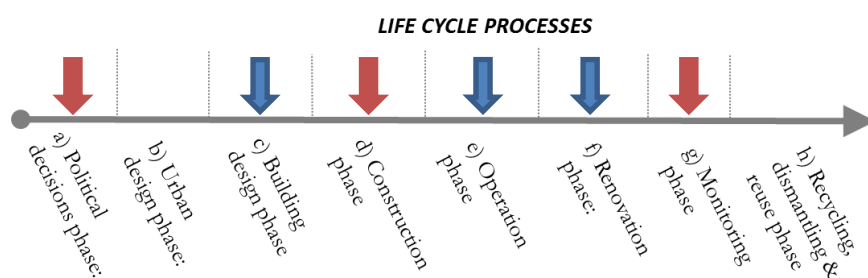 LIFE CYCLE PROCESSES
a) Political
decisions phase:
b) Urban
design phase:
c) Building
design phase
d) Construction
phase
e) Operation
phase
f) Renovation
phase:
g) Monitoring
phase
h) Recycling,
dismantling &
reuse phase